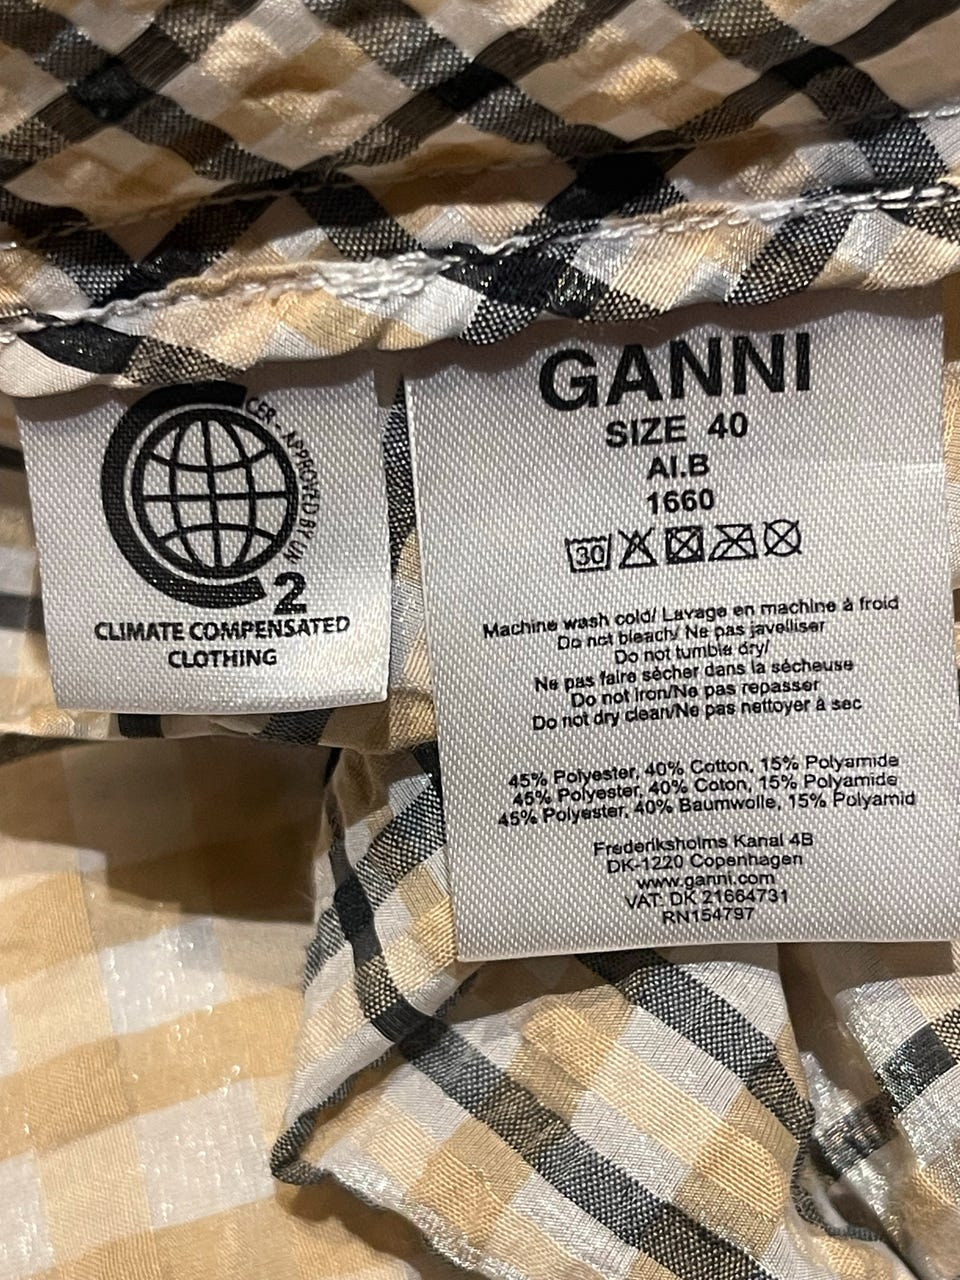 CER - APPROVED BY UN
2
CLIMATE COMPENSATED
CLOTHING
GANNI
SIZE 40
AI.B
1660
30
Machine wash cold/ Lavage en machine à froid
Do not bleach/ Ne pas javelliser
Do not tumble dry/
Ne pas faire sécher dans la sécheuse
Do not Iron/Ne pas repasser
Do not dry clean/Ne pas nettoyer à sec
45% Polyester, 40% Cotton, 15% Polyamide
45% Polyester, 40% Coton, 15% Polyamide
45% Polyester, 40% Baumwolle, 15% Polyamid
Frederiksholms Kanal 4B
DK-1220 Copenhagen
www.ganni.com
VAT: DK 21664731
RN154797